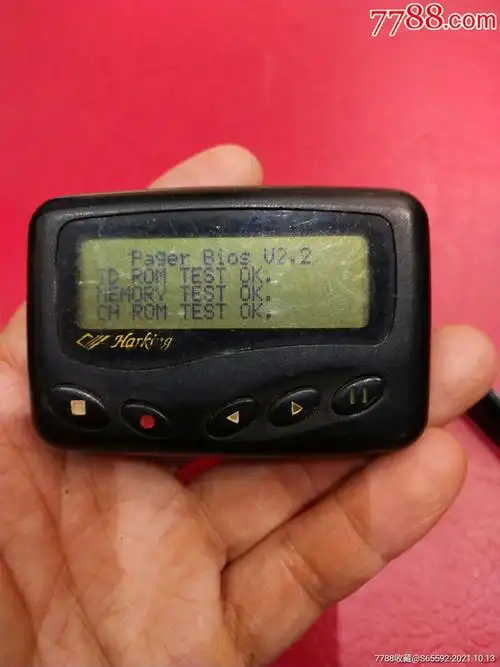 7788.com
Pager Bios V2.2
ID ROM TEST OK.
MEMORY TEST OK.
CH ROM TEST OK.
Harking
7788收藏@S65592-2021.10.13